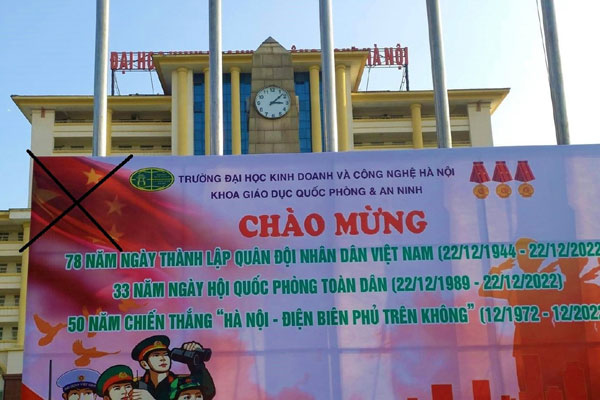 ĐẠI HỌC HÀ NỘI
TRƯỜNG ĐẠI HỌC KINH DOANH VÀ CÔNG NGHỆ HÀ NỘI
KHOA GIÁO DỤC QUỐC PHÒNG & AN NINH
CHÀO MỪNG
78 NĂM NGÀY THÀNH LẬP QUÂN ĐỘI NHÂN DÂN VIỆT NAM (22/12/1944 - 22/12/2022
33 NĂM NGÀY HỘI QUỐC PHÒNG TOÀN DÂN (22/12/1989 - 22/12/2022)
50 NĂM CHIẾN THẮNG "HÀ NỘI - ĐIỆN BIÊN PHỦ TRÊN KHÔNG" (12/1972 - 12/2022